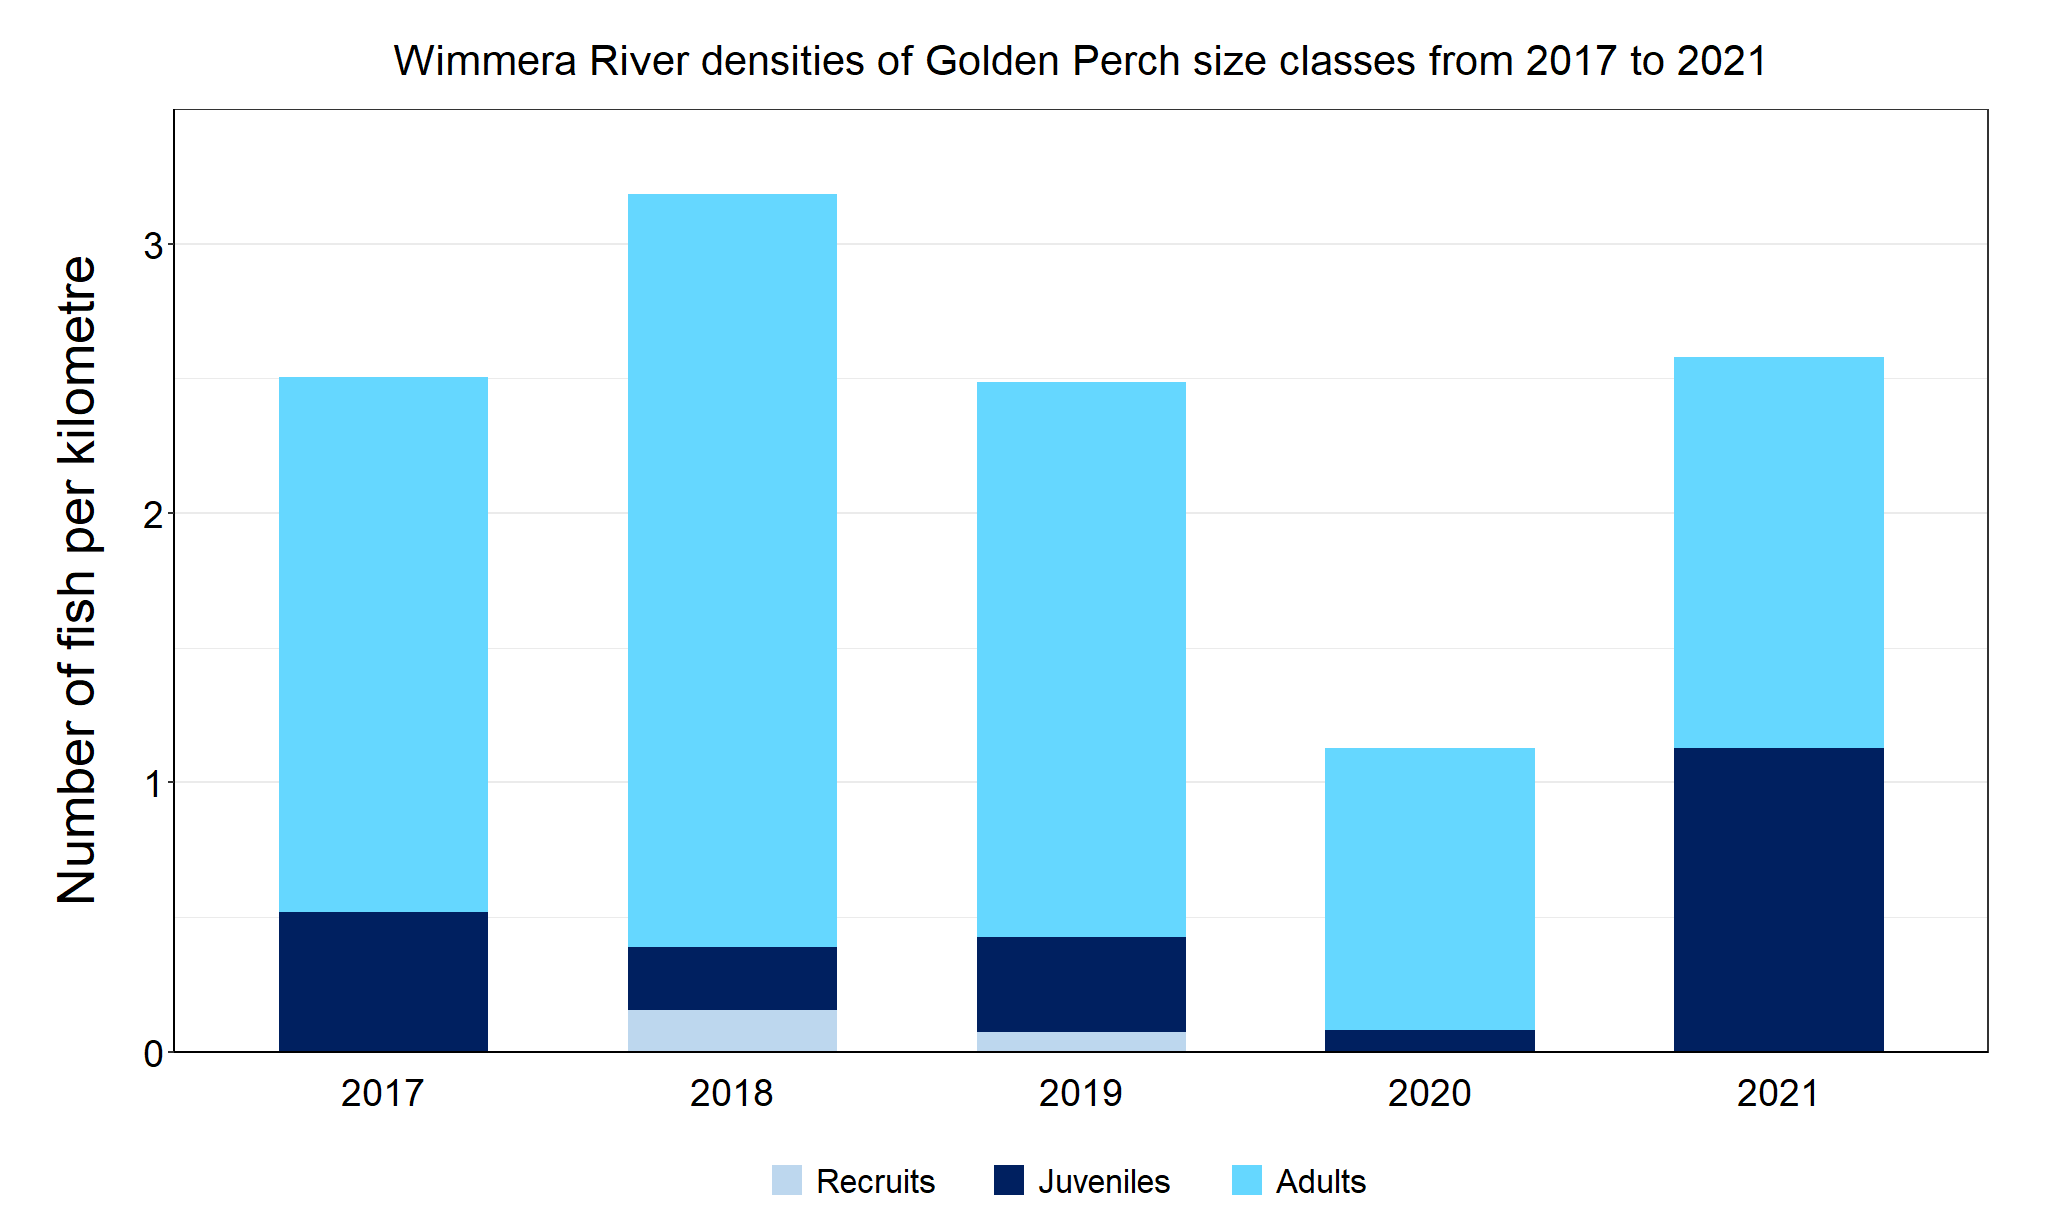 Wimmera River densities of Golden Perch size classes from 2017 to 2021
Number of fish per kilometre
3
2
1
0
2017 2018 2019 2020 2021
Recruits Juveniles Adults